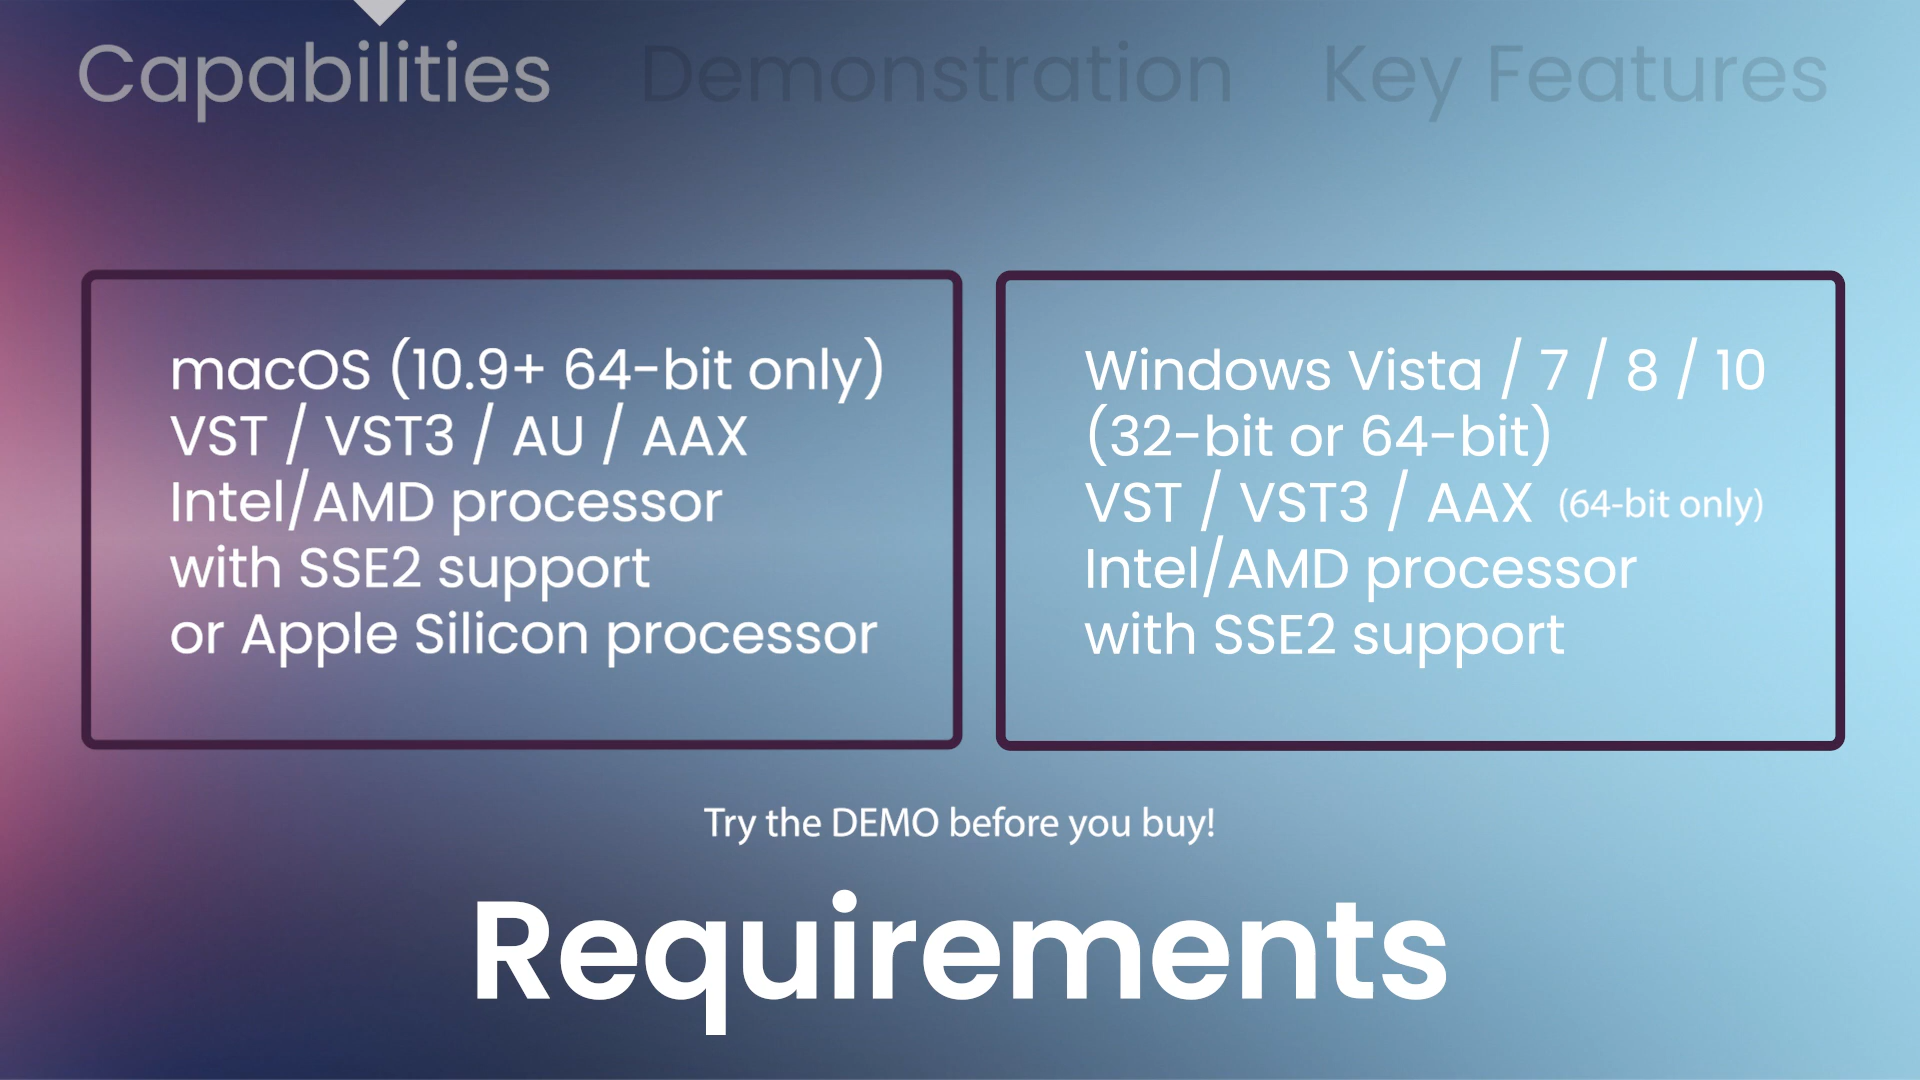 Capabilities
Demonstration
Key Features
macOS (10.9+ 64-bit only)
VST / VST3 / AU / AAX
Intel/AMD processor
with SSE2 support
or Apple Silicon processor
Windows Vista / 7 / 8 / 10
(32-bit or 64-bit)
VST / VST3 / AAX (64-bit only)
Intel/AMD processor
with SSE2 support
Try the DEMO before you buy!
Requirements